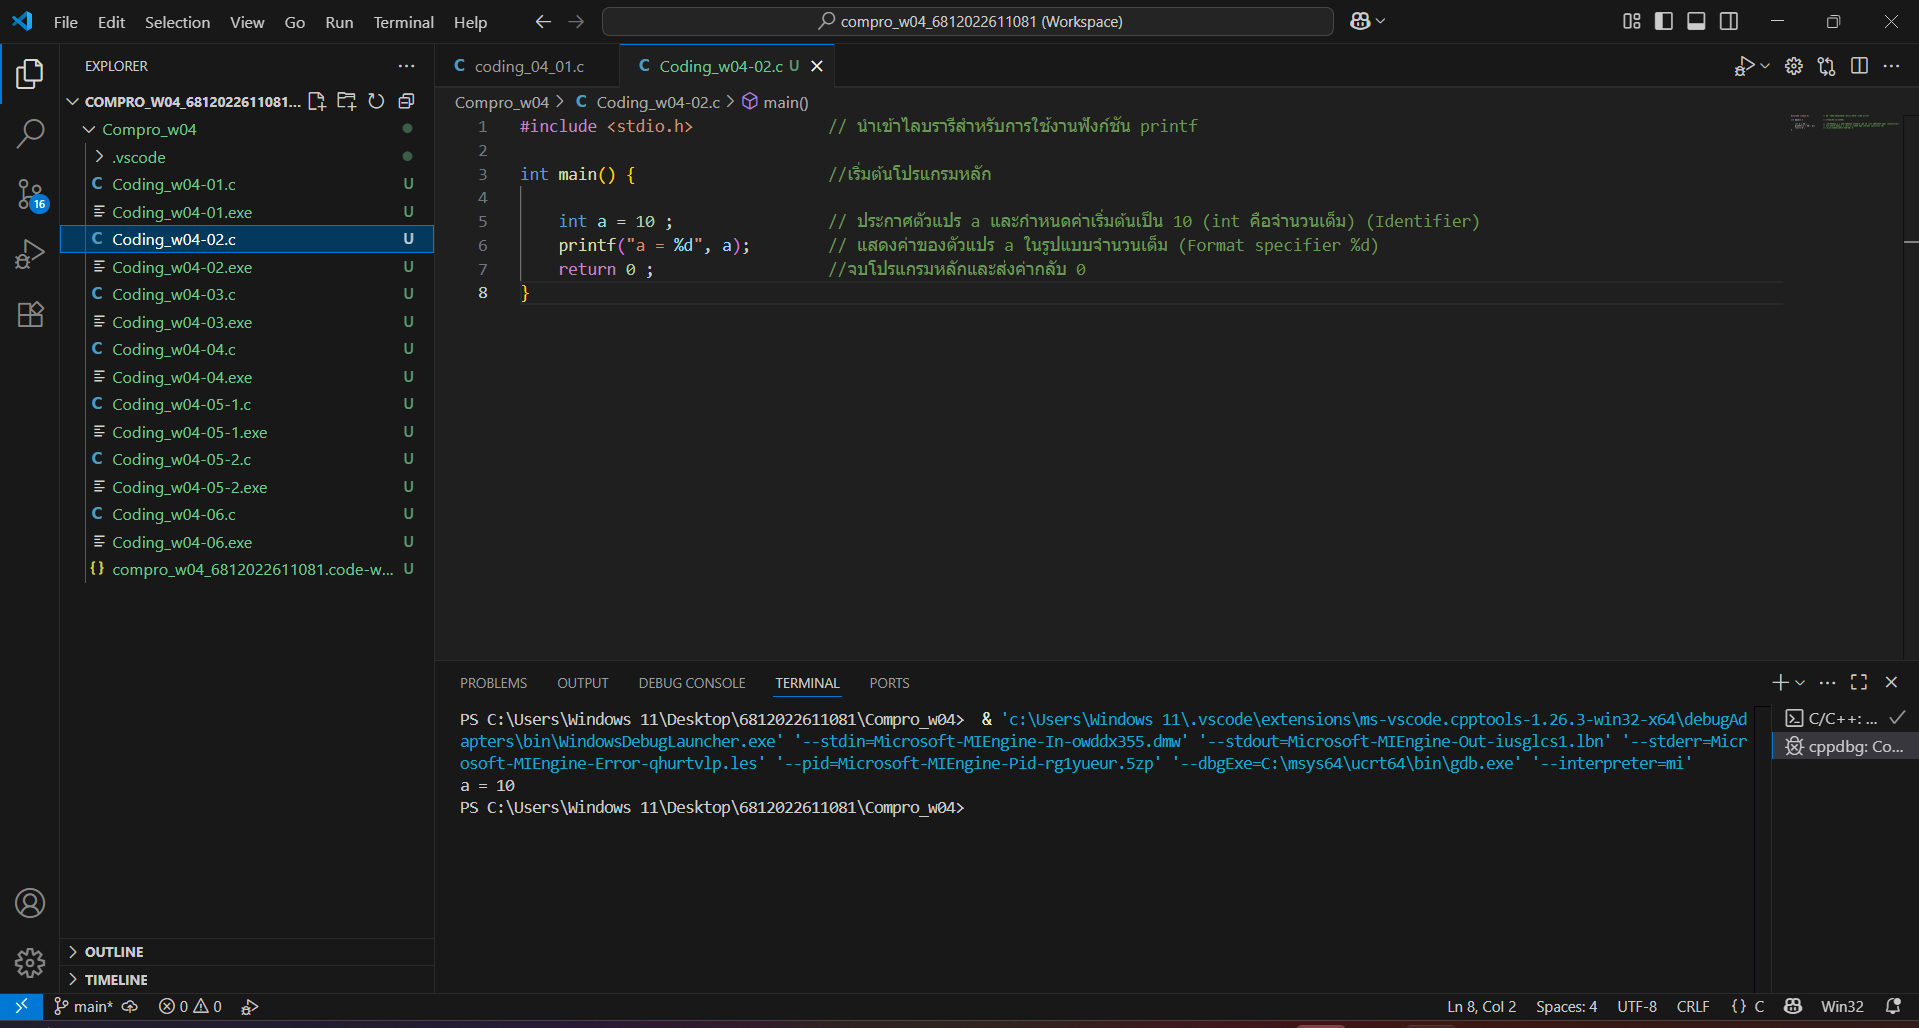 File Edit Selection View Go Run Terminal Help
compro_w04_6812022611081 (Workspace)
EXPLORER
COMPRO_W04_6812022611081...
Compro_w04
.vscode
Coding_w04-01.c U
Coding_w04-01.exe U
Coding_w04-02.c U
Coding_w04-02.exe U
Coding_w04-03.c U
Coding_w04-03.exe U
Coding_w04-04.c U
Coding_w04-04.exe U
Coding_w04-05-1.c U
Coding_w04-05-1.exe U
Coding_w04-05-2.c U
Coding_w04-05-2.exe U
Coding_w04-06.c U
Coding_w04-06.exe U
{} compro_w04_6812022611081.code-w... U
OUTLINE
TIMELINE
16
C coding_04_01.c C Coding_w04-02.c U
Compro_w04 > C Coding_w04-02.c > main()
1 #include <stdio.h> // นำเข้าไลบรารีสำหรับการใช้งานฟังก์ชัน printf
2
3 int main() { //เริ่มต้นโปรแกรมหลัก
4
5 int a = 10 ; // ประกาศตัวแปร a และกำหนดค่าเริ่มต้นเป็น 10 (int คือจำนวนเต็ม) (Identifier)
6 printf("a = %d", a); // แสดงค่าของตัวแปร a ในรูปแบบจำนวนเต็ม (Format specifier %d)
7 return 0 ; //จบโปรแกรมหลักและส่งค่ากลับ 0
8 }
PROBLEMS OUTPUT DEBUG CONSOLE TERMINAL PORTS
PS C:\Users\Windows 11\Desktop\6812022611081\Compro_w04> & 'c:\Users\Windows 11\.vscode\extensions\ms-vscode.cpptools-1.26.3-win32-x64\debugAd
apters\bin\WindowsDebugLauncher.exe' '--stdin=Microsoft-MIEngine-In-owddx355.dmw' '--stdout=Microsoft-MIEngine-Out-iusglcs1.lbn' '--stderr=Micr
osoft-MIEngine-Error-qhurtvlp.les' '--pid=Microsoft-MIEngine-Pid-rg1yueur.5zp' '--dbgExe=C:\msys64\ucrt64\bin\gdb.exe' '--interpreter=mi'
a = 10
PS C:\Users\Windows 11\Desktop\6812022611081\Compro_w04>
C/C++: ...
cppdbg: Co...
main* 0 0 Ln 8, Col 2 Spaces: 4 UTF-8 CRLF {} C Win32